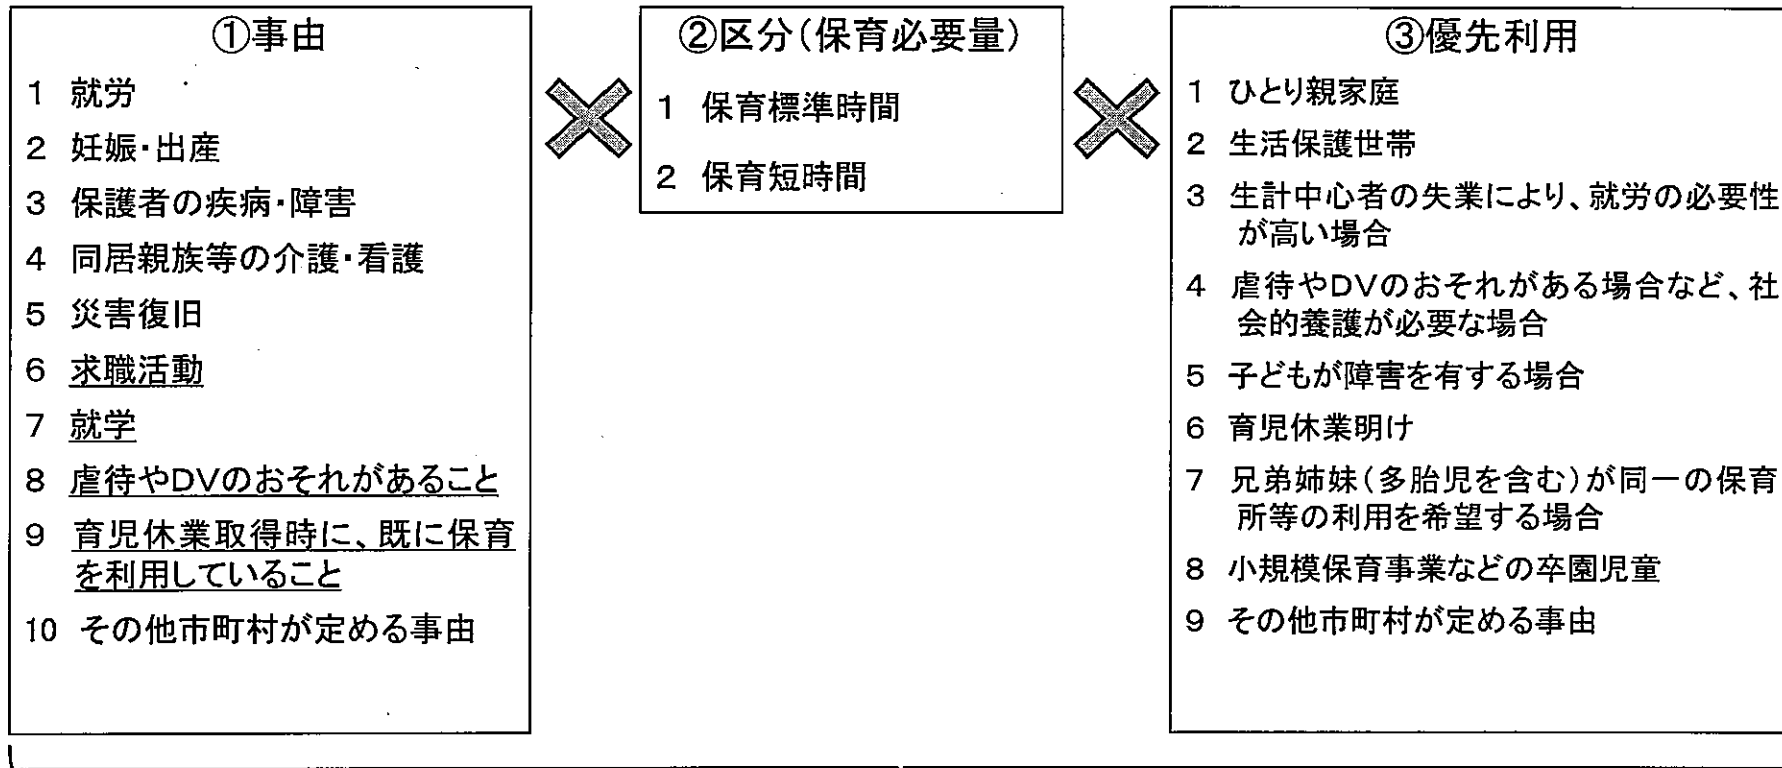 ①事由
1 就労
2 妊娠・出産
3 保護者の疾病・障害
4 同居親族等の介護・看護
5 災害復旧
6 求職活動
7 就学
8 虐待やDVのおそれがあること
9 育児休業取得時に、既に保育
を利用していること
10 その他市町村が定める事由
②区分(保育必要量)
1 保育標準時間
2 保育短時間
③優先利用
1 ひとり親家庭
2 生活保護世帯
3 生計中心者の失業により、就労の必要性
が高い場合
4 虐待やDVのおそれがある場合など、社
会的養護が必要な場合
5 子どもが障害を有する場合
6 育児休業明け
7 兄弟姉妹(多胎児を含む)が同一の保育
所等の利用を希望する場合
8 小規模保育事業などの卒園児童
9 その他市町村が定める事由